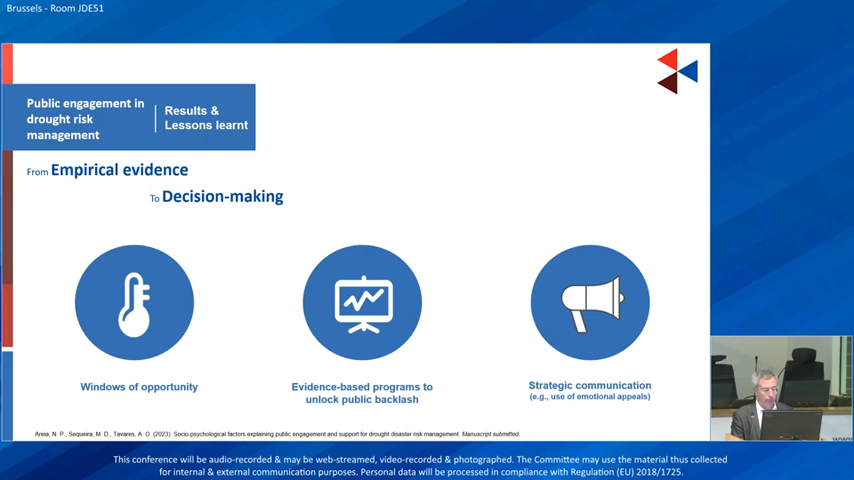 Brussels - Room JDE51
Public engagement in
drought risk
management
Results &
Lessons learnt
From Empirical evidence
To Decision-making
Windows of opportunity
Evidence-based programs to
unlock public backlash
Strategic communication
(e.g., use of emotional appeals)
Areia, N. P., Sequeira, M. D., Tavares, A. O. (2023). Socio-psychological factors explaining public engagement and support for drought disaster risk management. Manuscript submitted.
This conference will be audio-recorded & may be web-streamed, video-recorded & photographed. The Committee may use the material thus collected
for internal & external communication purposes. Personal data will be processed in compliance with Regulation (EU) 2018/1725.